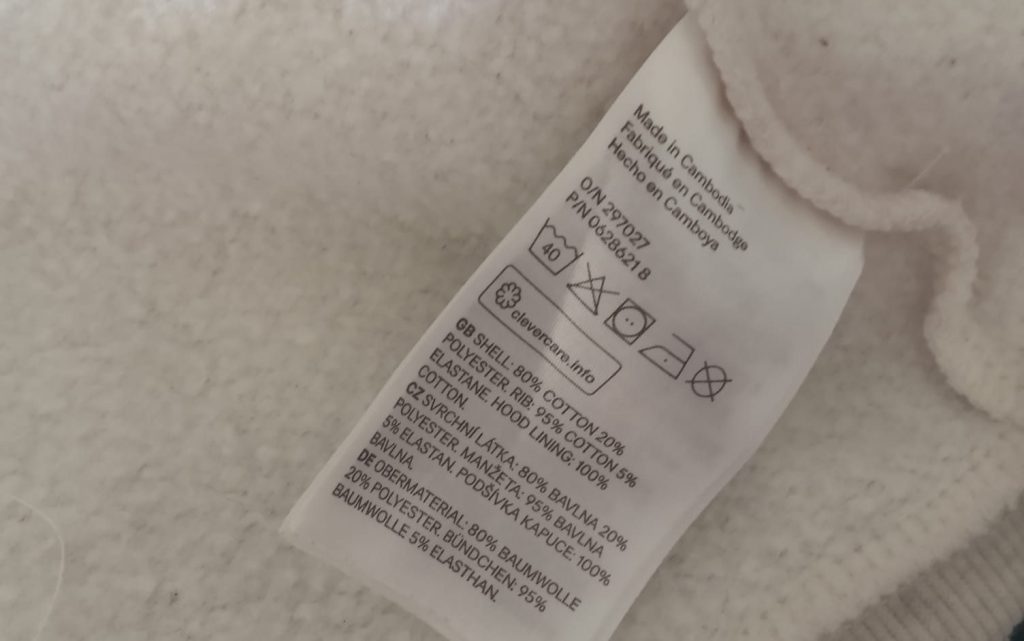 Made in Cambodia
Fabriqué en Cambodge
Hecho en Camboya
O/N 297027
P/N 06286218
40
clevercare.info
GB SHELL: 80% COTTON 20%
POLYESTER. RIB: 95% COTTON 5%
ELASTANE. HOOD LINING: 100%
COTTON.
CZ SVRCHNÍ LÁTKA: 80% BAVLNA 20%
POLYESTER. MANŽETA: 95% BAVLNA
5% ELASTAN. PODŠÍVKA KAPUCE: 100%
BAVLNA.
DE OBERMATERIAL: 80% BAUMWOLLE
20% POLYESTER. BÜNDCHEN: 95%
BAUMWOLLE 5% ELASTHAN.